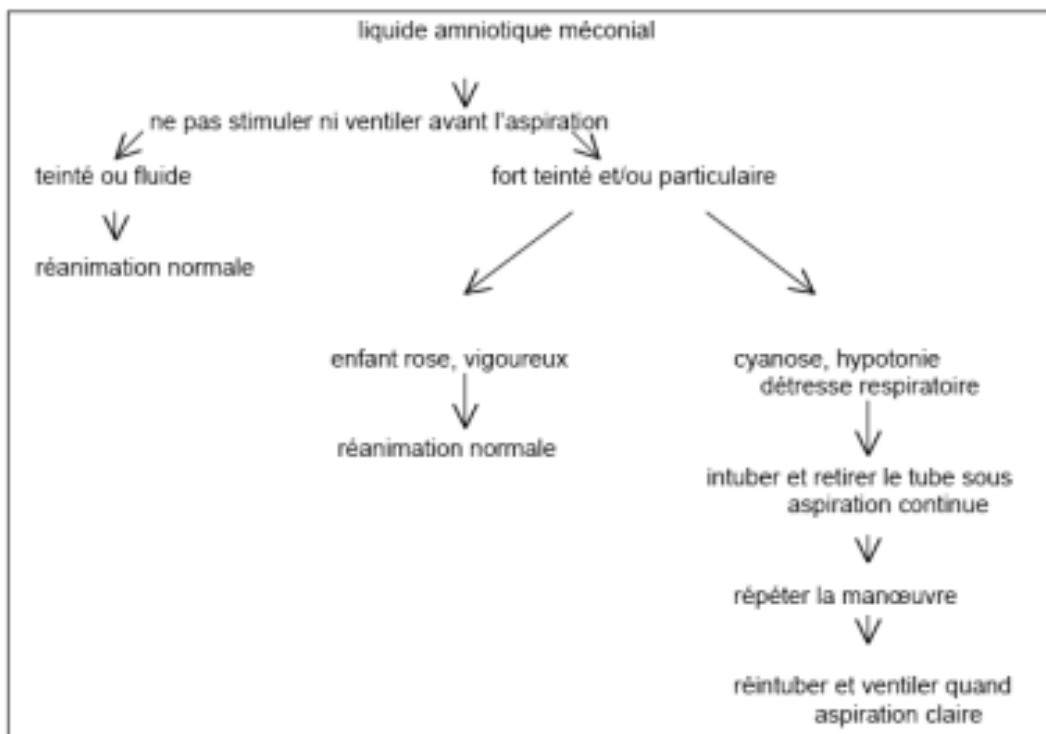 liquide amniotique méconial
ne pas stimuler ni ventiler avant l'aspiration
teinté ou fluide
fort teinté et/ou particulaire
réanimation normale
enfant rose, vigoureux
cyanose, hypotonie
détresse respiratoire
réanimation normale
intuber et retirer le tube sous
aspiration continue
répéter la manœuvre
réintuber et ventiler quand
aspiration claire